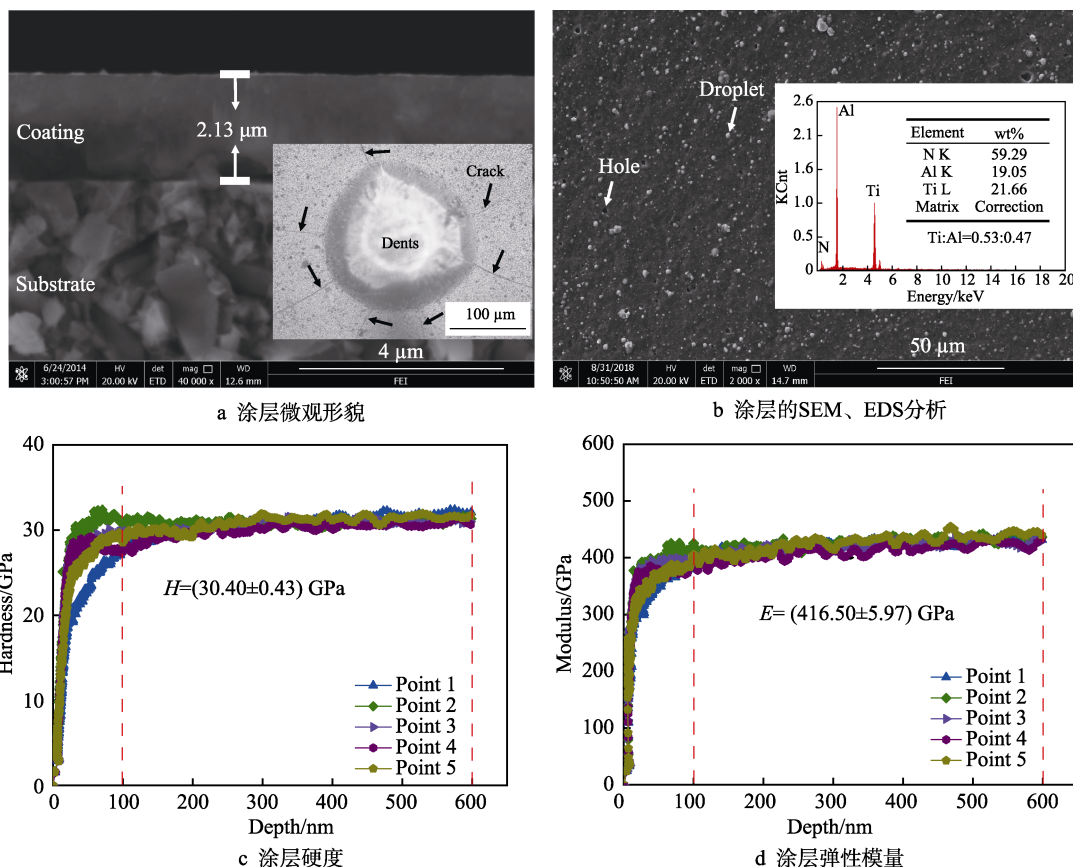 Coating
2.13 μm
Substrate
Crack
Dents
100 μm
4 μm
6/24/2014
3:00:57 PM
HV
20.00 kV
det
ETD
mag
40 000 x
WD
12.6 mm
FEI
a 涂层微观形貌
Droplet
Hole
KCnt
2.6
2.1
1.5
1.0
0.5
0
N
Al
Ti
2 4 6 8 10 12 14 16 18 20
Energy/keV
Element wt%
N K 59.29
Al K 19.05
Ti L 21.66
Matrix Correction
Ti:Al=0.53:0.47
50 μm
8/31/2018
10:50:50 AM
HV
20.00 kV
det
ETD
mag
2 000 x
WD
14.7 mm
FEI
b 涂层的SEM、EDS分析
Hardness/GPa
40
30
20
10
0
H=(30.40±0.43) GPa
Point 1
Point 2
Point 3
Point 4
Point 5
0 100 200 300 400 500 600
Depth/nm
c 涂层硬度
Modulus/GPa
600
500
400
300
200
100
0
E= (416.50±5.97) GPa
Point 1
Point 2
Point 3
Point 4
Point 5
0 100 200 300 400 500 600
Depth/nm
d 涂层弹性模量